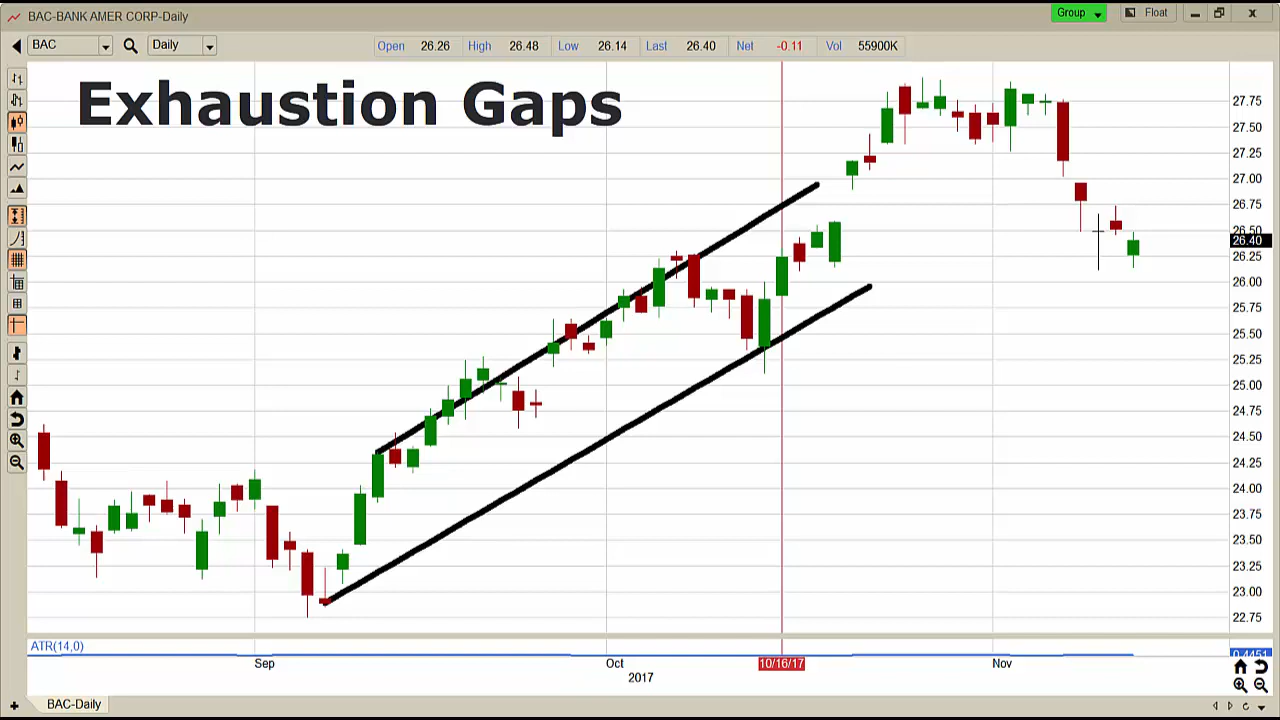 BAC-BANK AMER CORP-Daily
Group
Float
BAC
Daily
Open 26.26 High 26.48 Low 26.14 Last 26.40 Net -0.11 Vol 55900K
Exhaustion Gaps
27.75
27.50
27.25
27.00
26.75
26.50
26.40
26.25
26.00
25.75
25.50
25.25
25.00
24.75
24.50
24.25
24.00
23.75
23.50
23.25
23.00
22.75
ATR(14,0)
0.4451
Sep Oct 10/16/17 Nov
2017
BAC-Daily